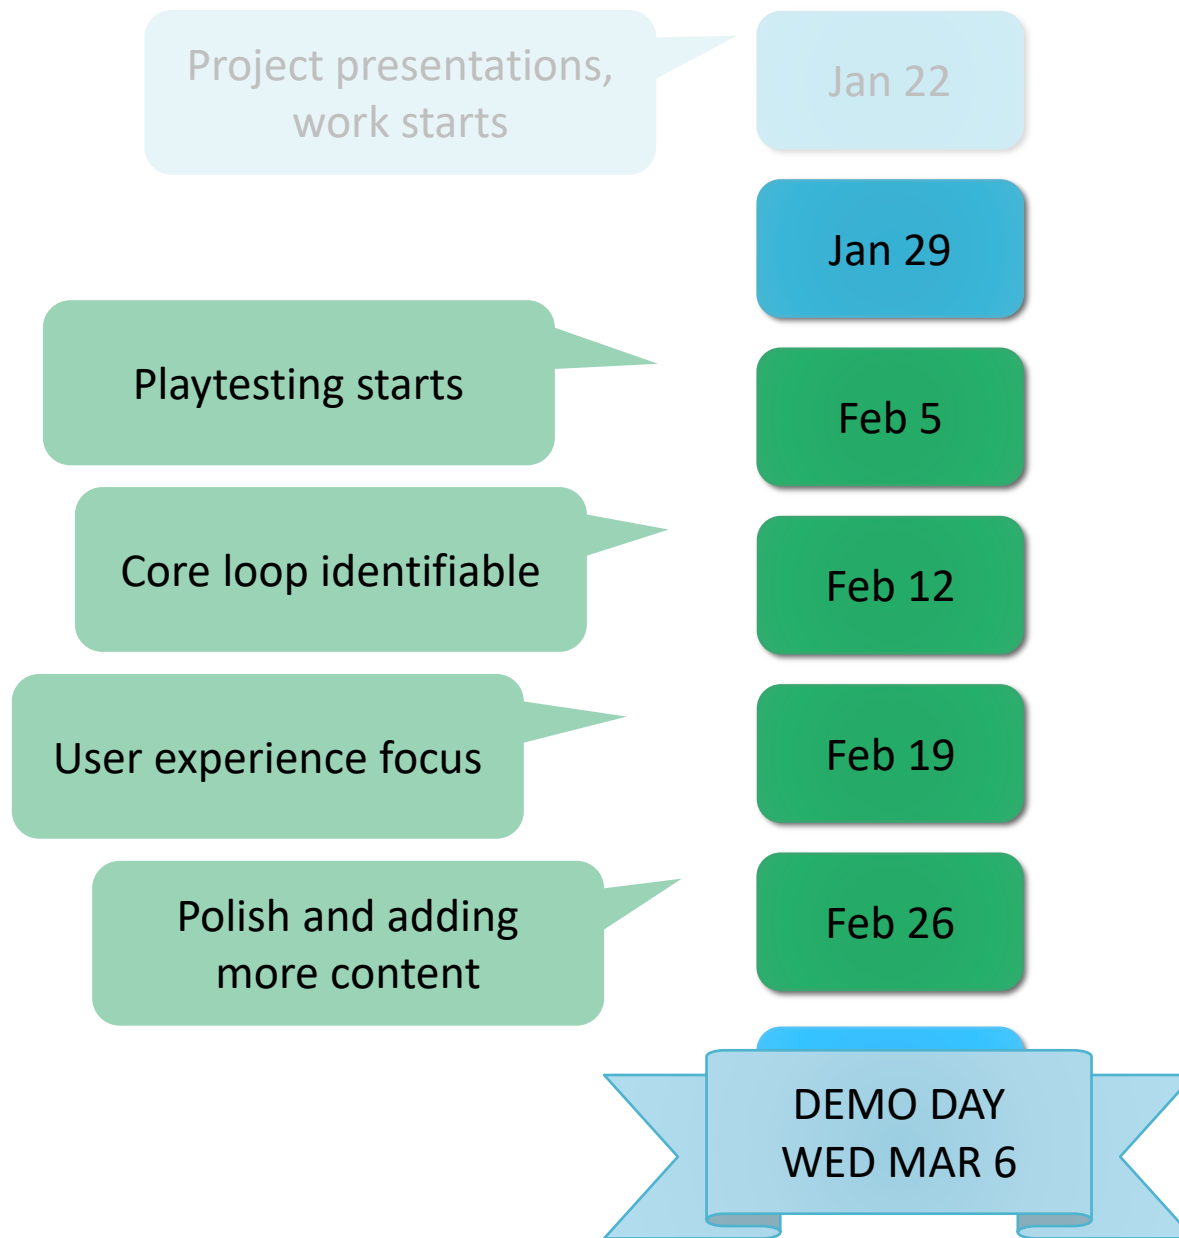 Project presentations,
work starts
Jan 22
Jan 29
Playtesting starts
Feb 5
Core loop identifiable
Feb 12
User experience focus
Feb 19
Polish and adding
more content
Feb 26
DEMO DAY
WED MAR 6